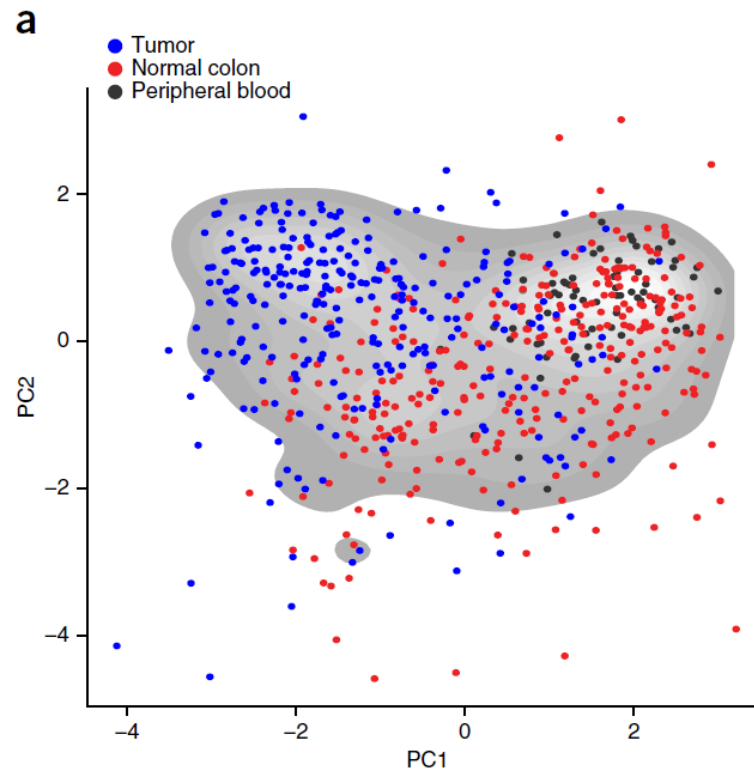 a
Tumor
Normal colon
Peripheral blood
2
0
−2
−4
PC2
−4
−2
0
2
PC1